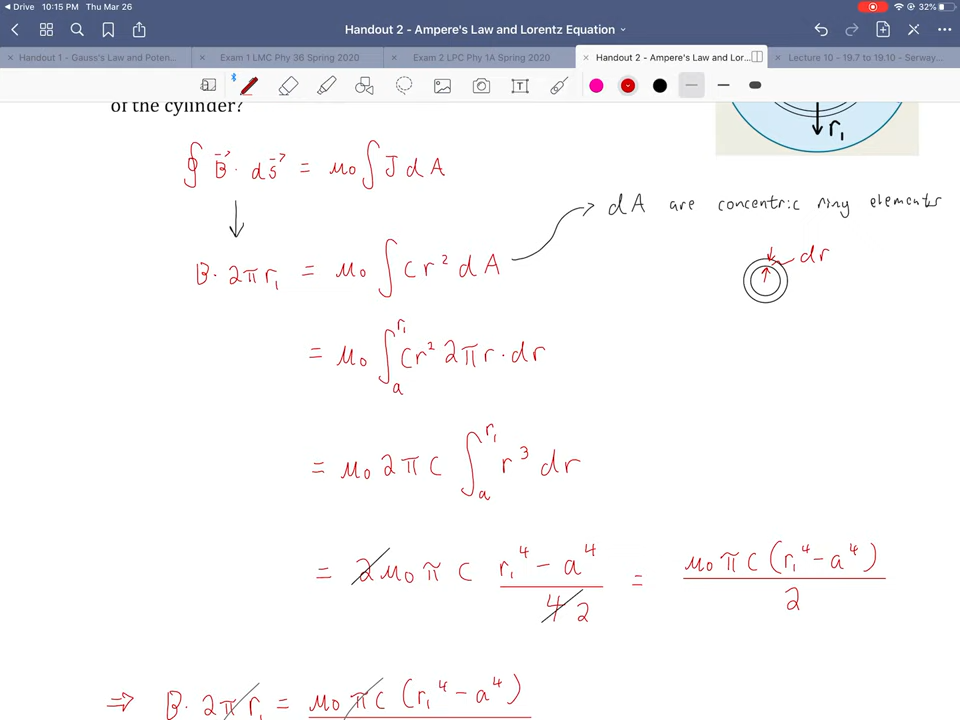 Drive 10:15 PM Thu Mar 26 32%
Handout 2 - Ampere's Law and Lorentz Equation
Handout 1 - Gauss's Law and Poten... Exam 1 LMC Phy 36 Spring 2020 Exam 2 LPC Phy 1A Spring 2020 Handout 2 - Ampere's Law and Lor... Lecture 10 - 19.7 to 19.10 - Serway...
of the cylinder?
r₁
∮ B⃗ · ds⃗ = μ₀ ∫ J dA
dA are concentric ring elements
B · 2πr₁ = μ₀ ∫ Cr² dA
dr
= μ₀ ∫ₐ^r₁ Cr² 2πr · dr
= μ₀ 2π C ∫ₐ^r₁ r³ dr
= 2μ₀ π C (r₁⁴ − a⁴)/4 2 = μ₀ π C (r₁⁴ − a⁴)/2
⇒ B · 2πr₁ = μ₀ π C (r₁⁴ − a⁴)